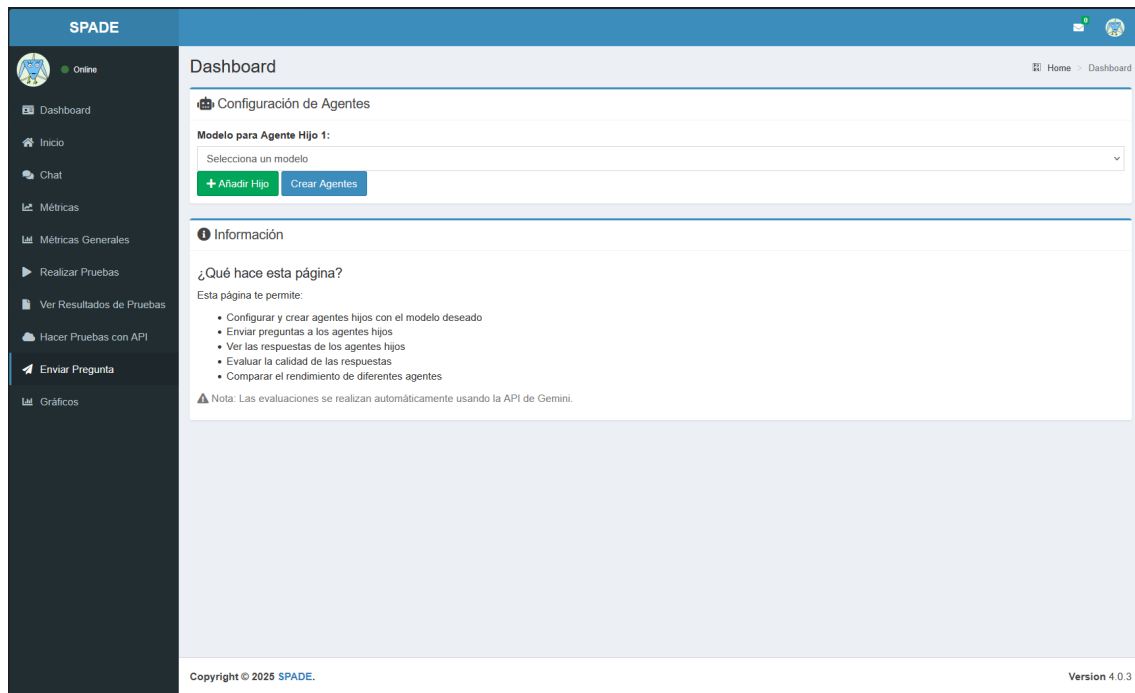 SPADE
0
Online
Dashboard
Inicio
Chat
Métricas
Métricas Generales
Realizar Pruebas
Ver Resultados de Pruebas
Hacer Pruebas con API
Enviar Pregunta
Gráficos
Dashboard
Home > Dashboard
Configuración de Agentes
Modelo para Agente Hijo 1:
Selecciona un modelo
+ Añadir Hijo
Crear Agentes
Información
¿Qué hace esta página?
Esta página te permite:
• Configurar y crear agentes hijos con el modelo deseado
• Enviar preguntas a los agentes hijos
• Ver las respuestas de los agentes hijos
• Evaluar la calidad de las respuestas
• Comparar el rendimiento de diferentes agentes
Nota: Las evaluaciones se realizan automáticamente usando la API de Gemini.
Copyright © 2025 SPADE.
Version 4.0.3